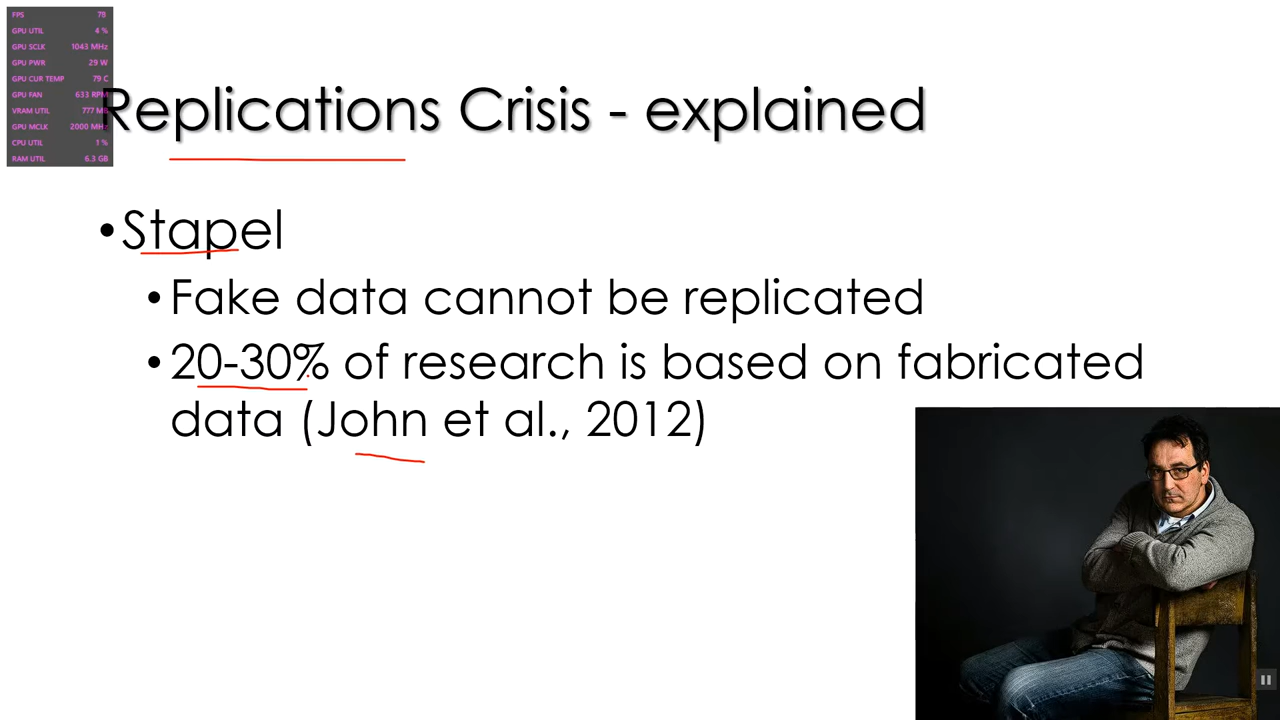 FPS 78
GPU UTIL 4 %
GPU SCLK 1043 MHz
GPU PWR 29 W
GPU CUR TEMP 79 C
GPU FAN 633 RPM
VRAM UTIL 777 MB
GPU MCLK 2000 MHz
CPU UTIL 1 %
RAM UTIL 6.3 GB
Replications Crisis - explained
•Stapel
•Fake data cannot be replicated
•20-30% of research is based on fabricated
data (John et al., 2012)